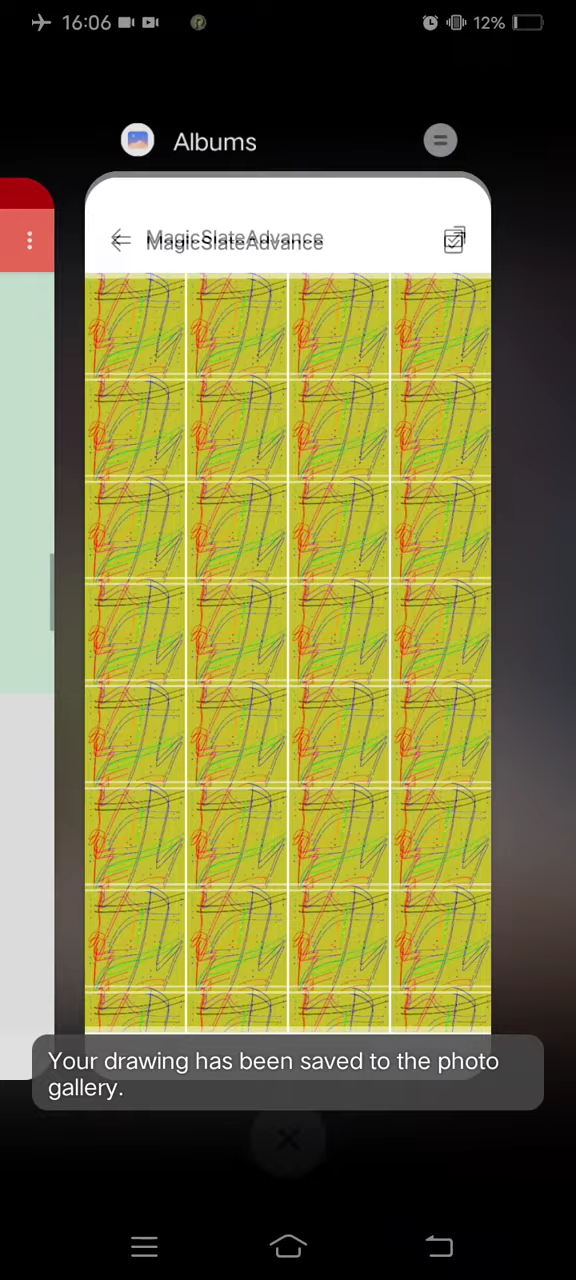 16:06
12%
Albums
MagicSlateAdvance
Your drawing has been saved to the photo
gallery.